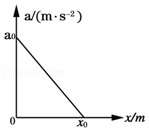 a/(m·s⁻²)
a₀
0
x₀
x/m